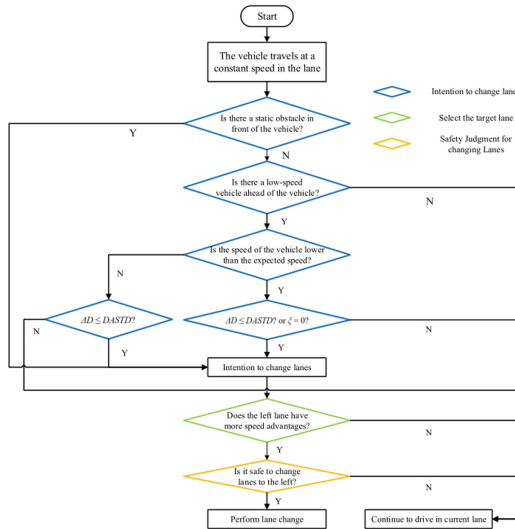 Start
The vehicle travels at a
constant speed in the lane
Intention to change lane
Is there a static obstacle in
front of the vehicle?
Y
Select the target lane
Safety Judgment for
changing Lanes
N
Is there a low-speed
vehicle ahead of the vehicle?
N
Y
Is the speed of the vehicle lower
than the expected speed?
N
Y
N
ΔD ≤ DASTD?
ΔD ≤ DASTD? or ξ = 0?
N
Y
Y
Intention to change lanes
Does the left lane have
more speed advantages?
N
Y
Is it safe to change
lanes to the left?
N
Y
Perform lane change
Continue to drive in current lane